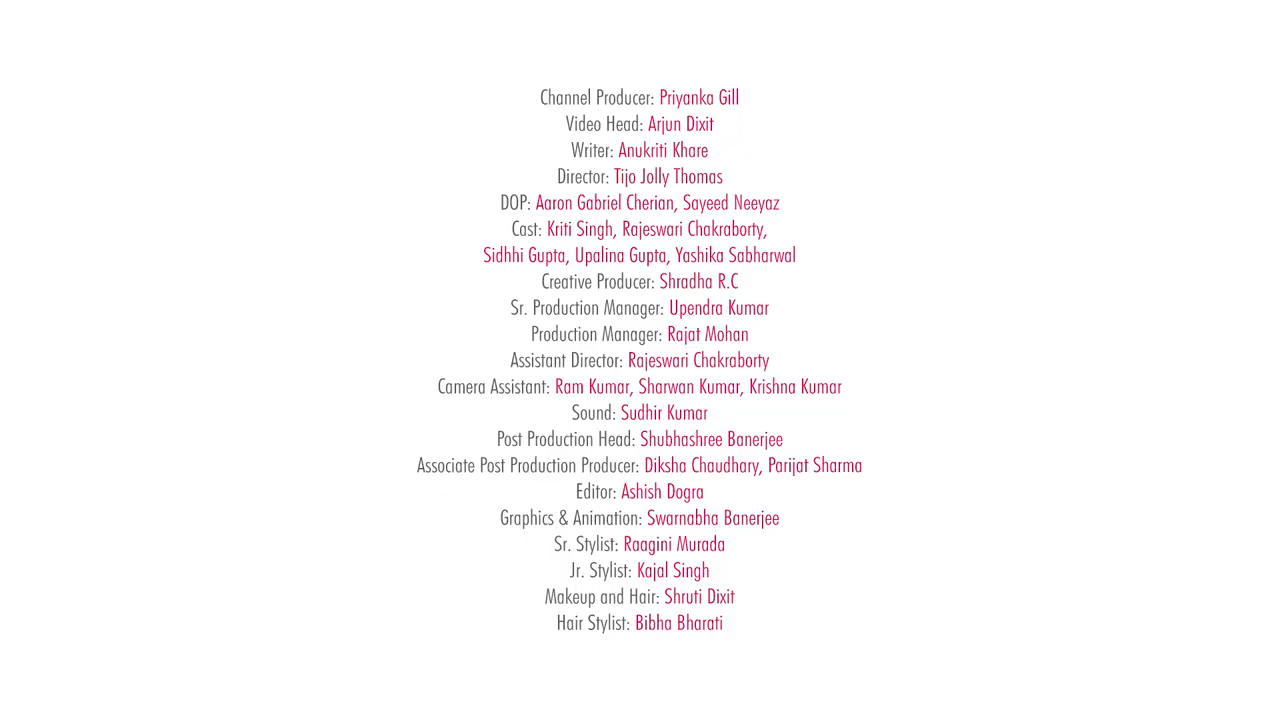 Channel Producer: Priyanka Gill
Video Head: Arjun Dixit
Writer: Anukriti Khare
Director: Tijo Jolly Thomas
DOP: Aaron Gabriel Cherian, Sayeed Neeyaz
Cast: Kriti Singh, Rajeswari Chakraborty,
Sidhhi Gupta, Upalina Gupta, Yashika Sabharwal
Creative Producer: Shradha R.C
Sr. Production Manager: Upendra Kumar
Production Manager: Rajat Mohan
Assistant Director: Rajeswari Chakraborty
Camera Assistant: Ram Kumar, Sharwan Kumar, Krishna Kumar
Sound: Sudhir Kumar
Post Production Head: Shubhashree Banerjee
Associate Post Production Producer: Diksha Chaudhary, Parijat Sharma
Editor: Ashish Dogra
Graphics & Animation: Swarnabha Banerjee
Sr. Stylist: Raagini Murada
Jr. Stylist: Kajal Singh
Makeup and Hair: Shruti Dixit
Hair Stylist: Bibha Bharati